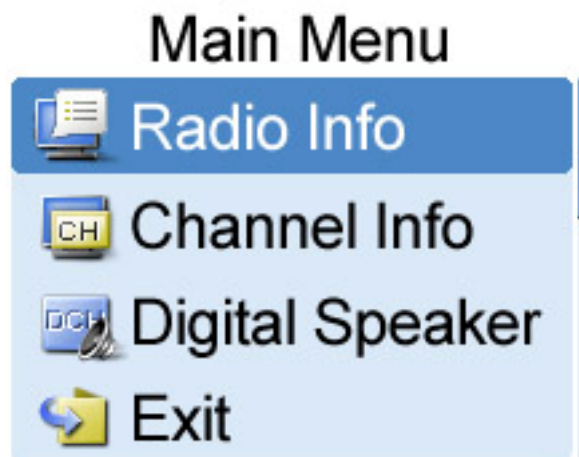 Main Menu
Radio Info
CH Channel Info
DCH Digital Speaker
Exit